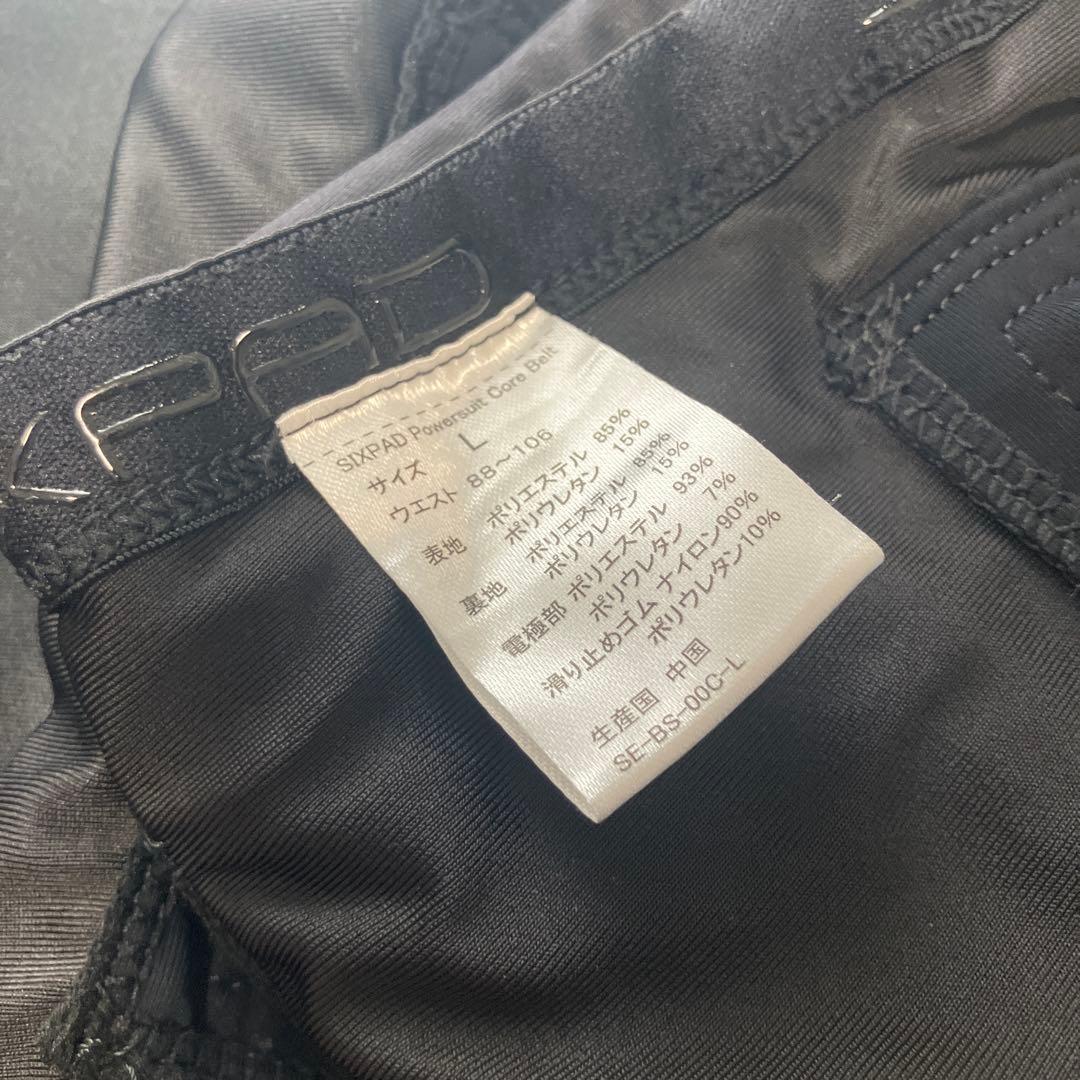 XPAD
SIXPAD Powersuit Core Belt
サイズ L
ウエスト 88～106
表地 ポリエステル 85%
ポリウレタン 15%
裏地 ポリエステル 85%
ポリウレタン 15%
電極部 ポリエステル 93%
ポリウレタン 7%
滑り止めゴム ナイロン90%
ポリウレタン10%
生産国 中国
SE-BS-00C-L